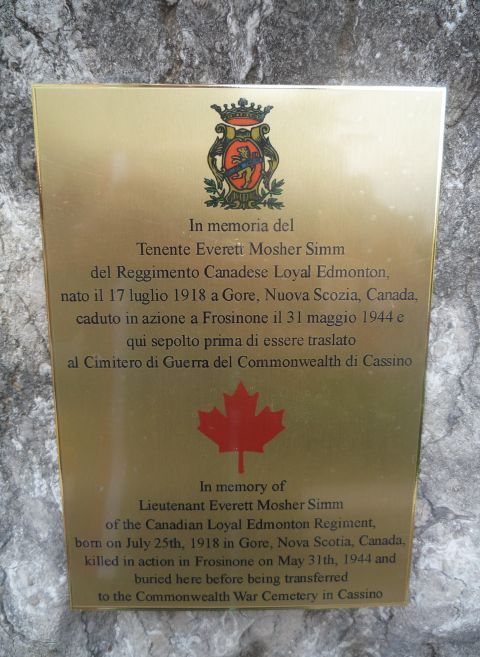 In memoria del
Tenente Everett Mosher Simm
del Reggimento Canadese Loyal Edmonton,
nato il 17 luglio 1918 a Gore, Nuova Scozia, Canada,
caduto in azione a Frosinone il 31 maggio 1944 e
qui sepolto prima di essere traslato
al Cimitero di Guerra del Commonwealth di Cassino
In memory of
Lieutenant Everett Mosher Simm
of the Canadian Loyal Edmonton Regiment,
born on July 25th, 1918 in Gore, Nova Scotia, Canada,
killed in action in Frosinone on May 31th, 1944 and
buried here before being transferred
to the Commonwealth War Cemetery in Cassino